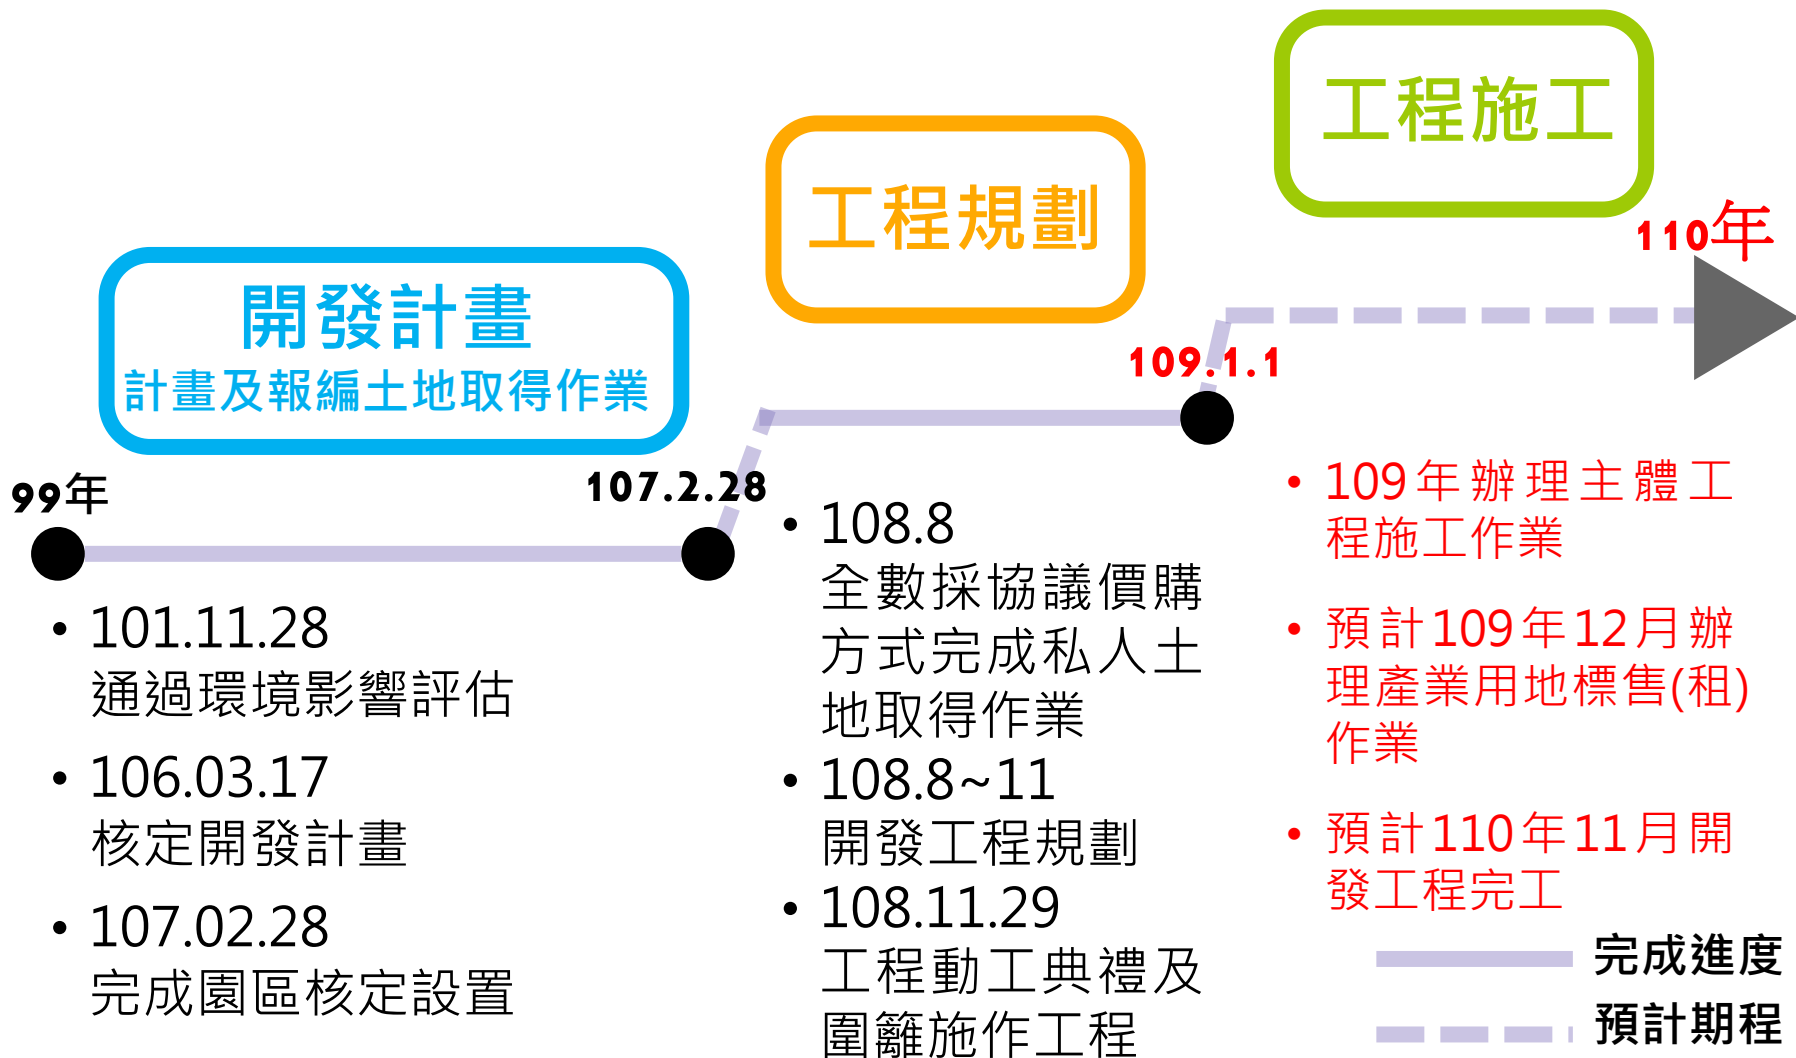 工程施工
工程規劃
110年
開發計畫
計畫及報編土地取得作業
109.1.1
99年
107.2.28
• 101.11.28
通過環境影響評估
• 106.03.17
核定開發計畫
• 107.02.28
完成園區核定設置
• 108.8
全數採協議價購
方式完成私人土
地取得作業
• 108.8~11
開發工程規劃
• 108.11.29
工程動工典禮及
圍籬施作工程
• 109年辦理主體工
程施工作業
• 預計109年12月辦
理產業用地標售(租)
作業
• 預計110年11月開
發工程完工
完成進度
預計期程